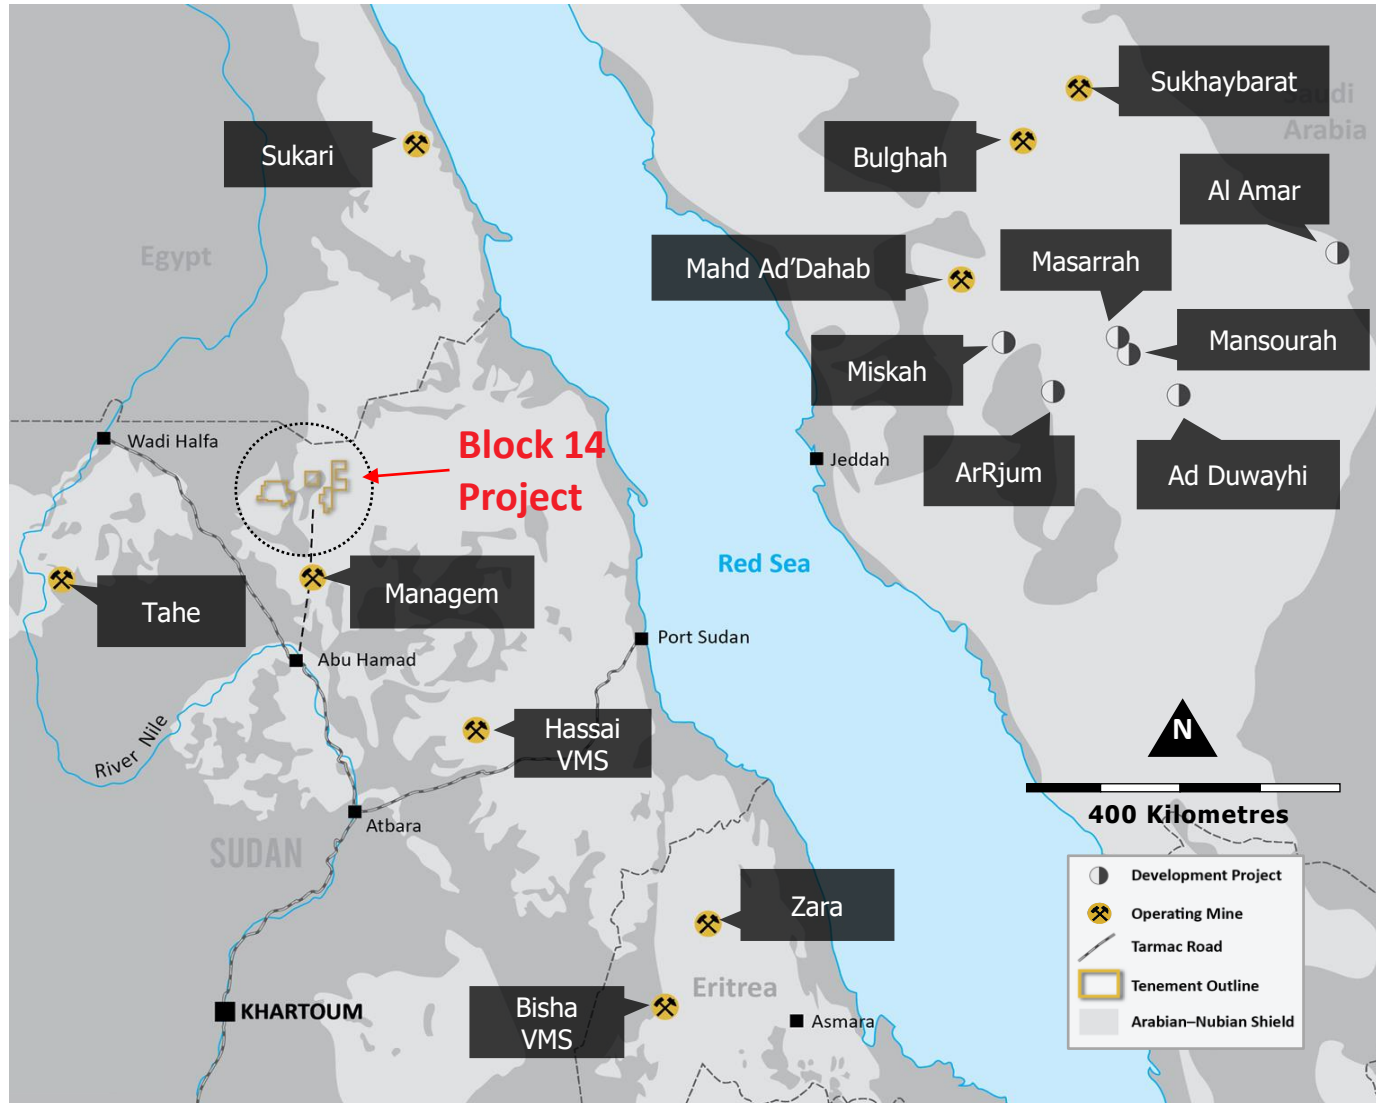 Sukhaybarat
Saudi
Arabia
Sukari
Bulghah
Al Amar
Egypt
Mahd Ad’Dahab
Masarrah
Mansourah
Miskah
Wadi Halfa
Block 14
Project
Jeddah
ArRjum
Ad Duwayhi
Red Sea
Tahe
Managem
Port Sudan
Abu Hamad
River Nile
Hassai
VMS
N
400 Kilometres
Atbara
SUDAN
Zara
Eritrea
KHARTOUM
Bisha
VMS
Asmara
Development Project
Operating Mine
Tarmac Road
Tenement Outline
Arabian–Nubian Shield